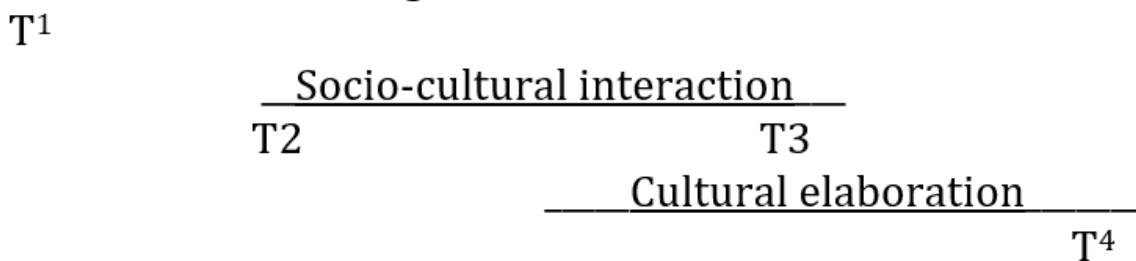 T¹
Socio-cultural interaction
T2 T3
Cultural elaboration
T⁴